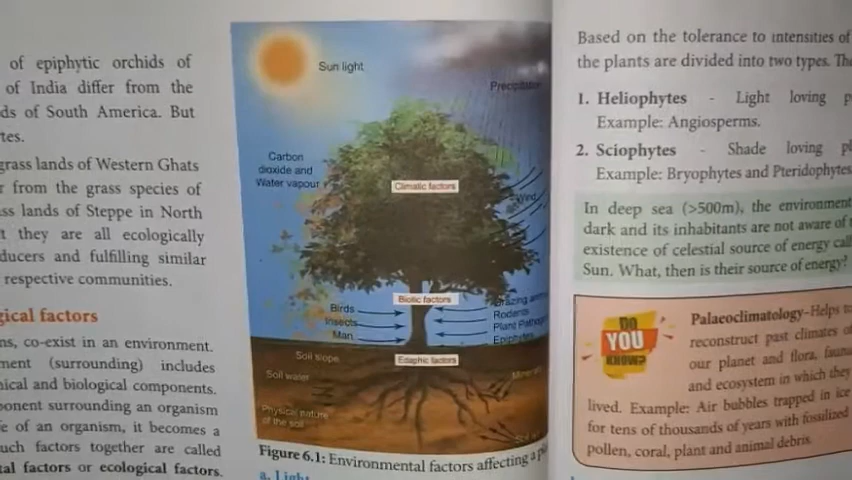 of epiphytic orchids of
of India differ from the
ds of South America. But
tes.
grass lands of Western Ghats
r from the grass species of
ss lands of Steppe in North
t they are all ecologically
ducers and fulfilling similar
respective communities.
gical factors
ns, co-exist in an environment.
ment (surrounding) includes
ical and biological components.
ponent surrounding an organism
e of an organism, it becomes a
uch factors together are called
tal factors or ecological factors.
Sun light
Precipitation
Carbon
dioxide and
Water vapour
Climatic factors
Wind
Biotic factors
Birds
Insects
Man
Grazing
Rodents
Plant
Epiphytes
Edaphic factors
Soil slope
Soil water
Physical nature
of the soil
Figure 6.1: Environmental factors affecting a
a. Light
Based on the tolerance to intensities of
the plants are divided into two types.
1. Heliophytes - Light loving
Example: Angiosperms.
2. Sciophytes - Shade loving
Example: Bryophytes and Pteridophytes
In deep sea (>500m), the environment
dark and its inhabitants are not aware of
existence of celestial source of energy
Sun. What, then is their source of energy?
DO
YOU
KNOW?
Palaeoclimatology-Helps to
reconstruct past climates of
our planet and flora, fauna
and ecosystem in which they
lived. Example: Air bubbles trapped in ice
for tens of thousands of years with fossilized
pollen, coral, plant and animal debris.